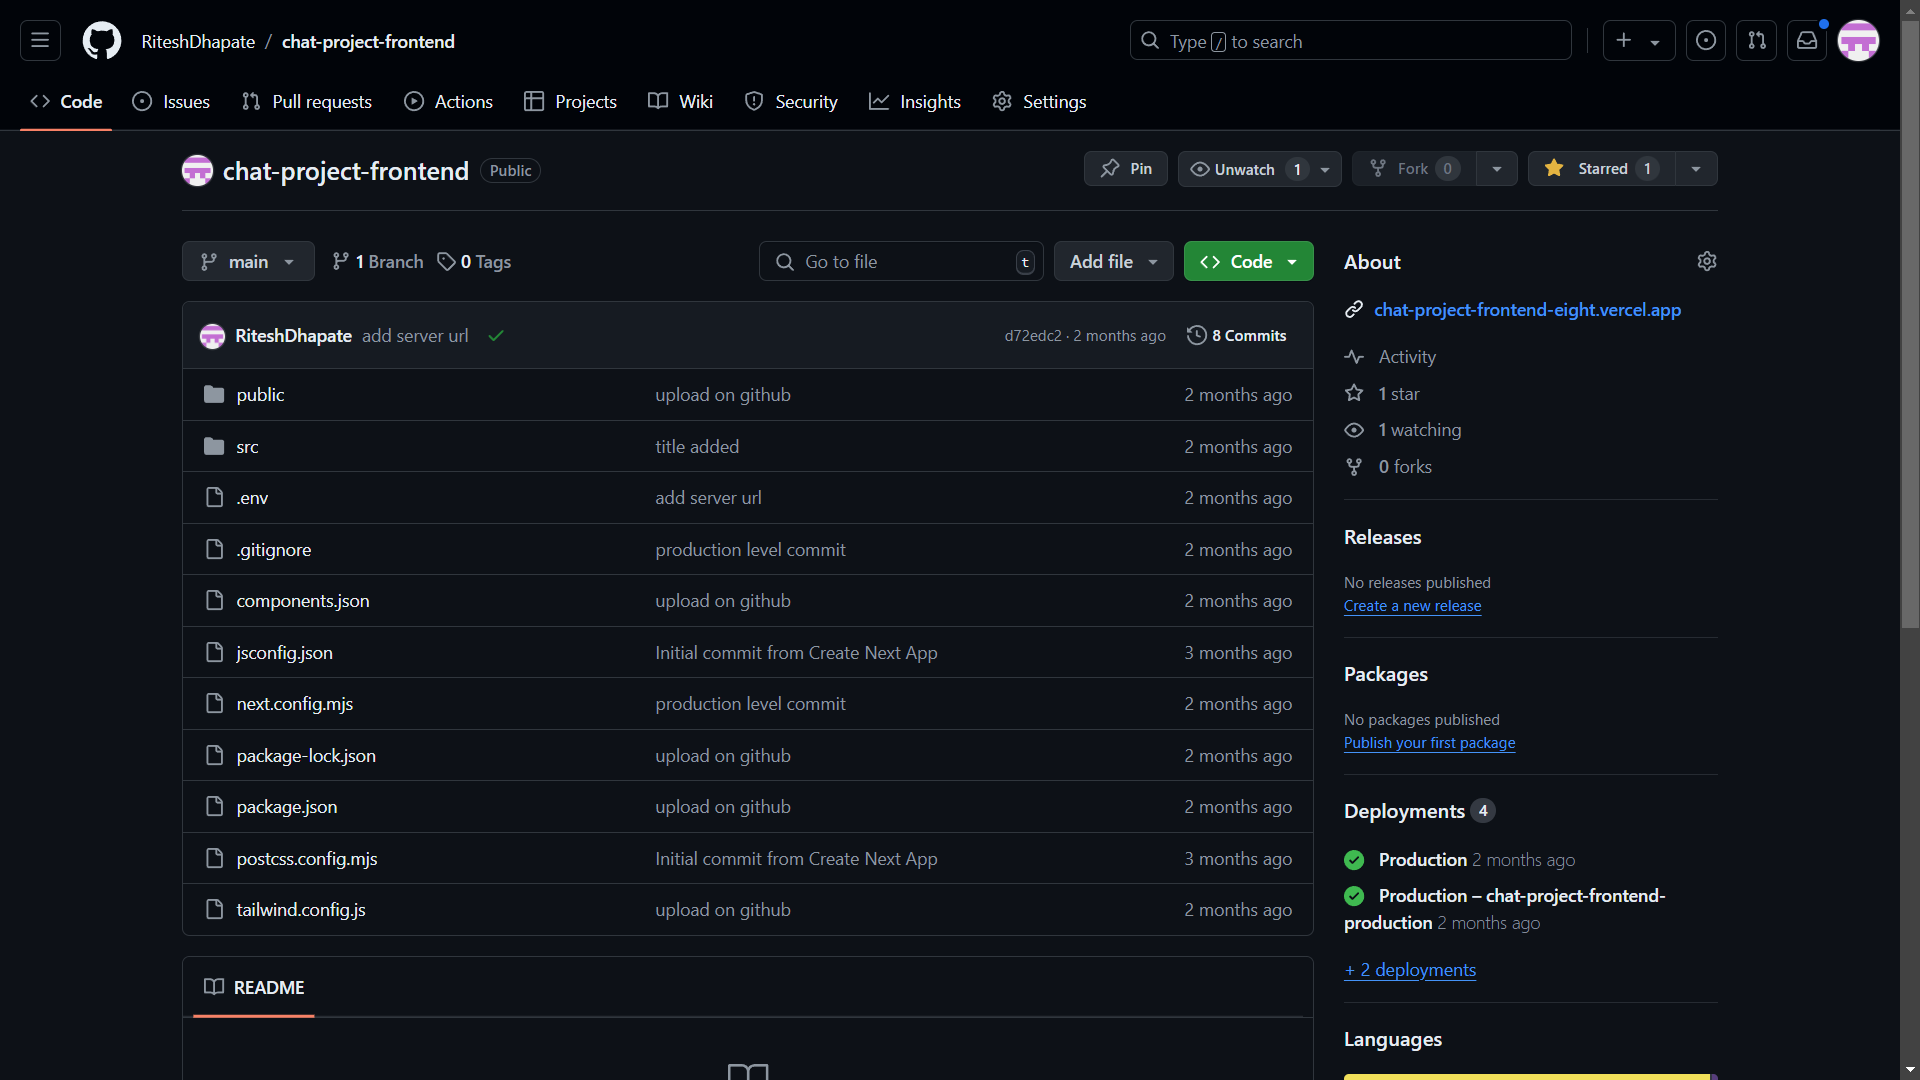 RiteshDhapate / chat-project-frontend
Type / to search
Code Issues Pull requests Actions Projects Wiki Security Insights Settings
chat-project-frontend Public
Pin Unwatch 1 Fork 0 Starred 1
main 1 Branch 0 Tags Go to file t Add file Code
RiteshDhapate add server url d72edc2 · 2 months ago 8 Commits
public upload on github 2 months ago
src title added 2 months ago
.env add server url 2 months ago
.gitignore production level commit 2 months ago
components.json upload on github 2 months ago
jsconfig.json Initial commit from Create Next App 3 months ago
next.config.mjs production level commit 2 months ago
package-lock.json upload on github 2 months ago
package.json upload on github 2 months ago
postcss.config.mjs Initial commit from Create Next App 3 months ago
tailwind.config.js upload on github 2 months ago
README
About
chat-project-frontend-eight.vercel.app
Activity
1 star
1 watching
0 forks
Releases
No releases published
Create a new release
Packages
No packages published
Publish your first package
Deployments 4
Production 2 months ago
Production – chat-project-frontend-
production 2 months ago
+ 2 deployments
Languages